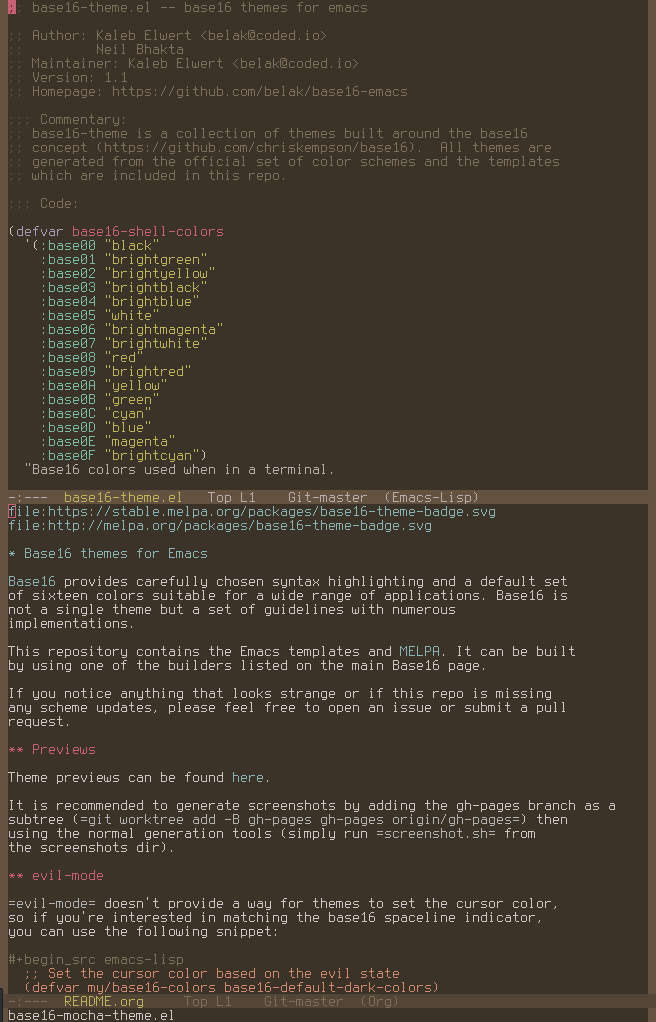 ;; base16-theme.el -- base16 themes for emacs
;; Author: Kaleb Elwert <belak@coded.io>
;;         Neil Bhakta
;; Maintainer: Kaleb Elwert <belak@coded.io>
;; Version: 1.1
;; Homepage: https://github.com/belak/base16-emacs
;;; Commentary:
;; base16-theme is a collection of themes built around the base16
;; concept (https://github.com/chriskempson/base16).  All themes are
;; generated from the official set of color schemes and the templates
;; which are included in this repo.
;;; Code:
(defvar base16-shell-colors
  '(:base00 "black"
    :base01 "brightgreen"
    :base02 "brightyellow"
    :base03 "brightblack"
    :base04 "brightblue"
    :base05 "white"
    :base06 "brightmagenta"
    :base07 "brightwhite"
    :base08 "red"
    :base09 "brightred"
    :base0A "yellow"
    :base0B "green"
    :base0C "cyan"
    :base0D "blue"
    :base0E "magenta"
    :base0F "brightcyan")
  "Base16 colors used when in a terminal.
-:---  base16-theme.el   Top L1    Git-master  (Emacs-Lisp)
file:https://stable.melpa.org/packages/base16-theme-badge.svg
file:http://melpa.org/packages/base16-theme-badge.svg
* Base16 themes for Emacs
Base16 provides carefully chosen syntax highlighting and a default set
of sixteen colors suitable for a wide range of applications. Base16 is
not a single theme but a set of guidelines with numerous
implementations.
This repository contains the Emacs templates and MELPA. It can be built
by using one of the builders listed on the main Base16 page.
If you notice anything that looks strange or if this repo is missing
any scheme updates, please feel free to open an issue or submit a pull
request.
** Previews
Theme previews can be found here.
It is recommended to generate screenshots by adding the gh-pages branch as a
subtree (=git worktree add -B gh-pages gh-pages origin/gh-pages=) then
using the normal generation tools (simply run =screenshot.sh= from
the screenshots dir).
** evil-mode
=evil-mode= doesn't provide a way for themes to set the cursor color,
so if you're interested in matching the base16 spaceline indicator,
you can use the following snippet:
#+begin_src emacs-lisp
  ;; Set the cursor color based on the evil state
  (defvar my/base16-colors base16-default-dark-colors)
-:---  README.org     Top L1    Git-master  (Org)
base16-mocha-theme.el